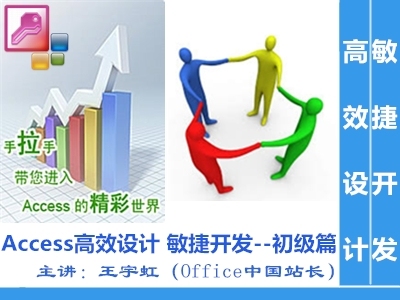 手拉手
带您进入
Access 的精彩世界
高效设计
敏捷开发
Access高效设计 敏捷开发--初级篇
主讲：王宇虹（Office中国站长）